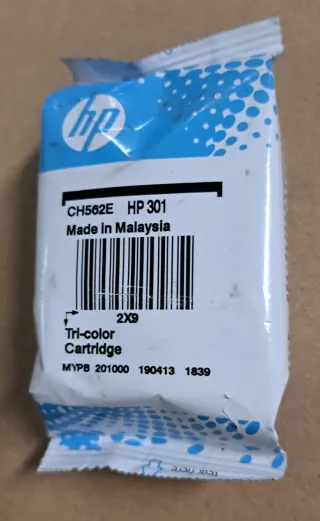 hp
CH562E HP 301
Made in Malaysia
2X9
Tri-color
Cartridge
MYPB 201000 190413 1839